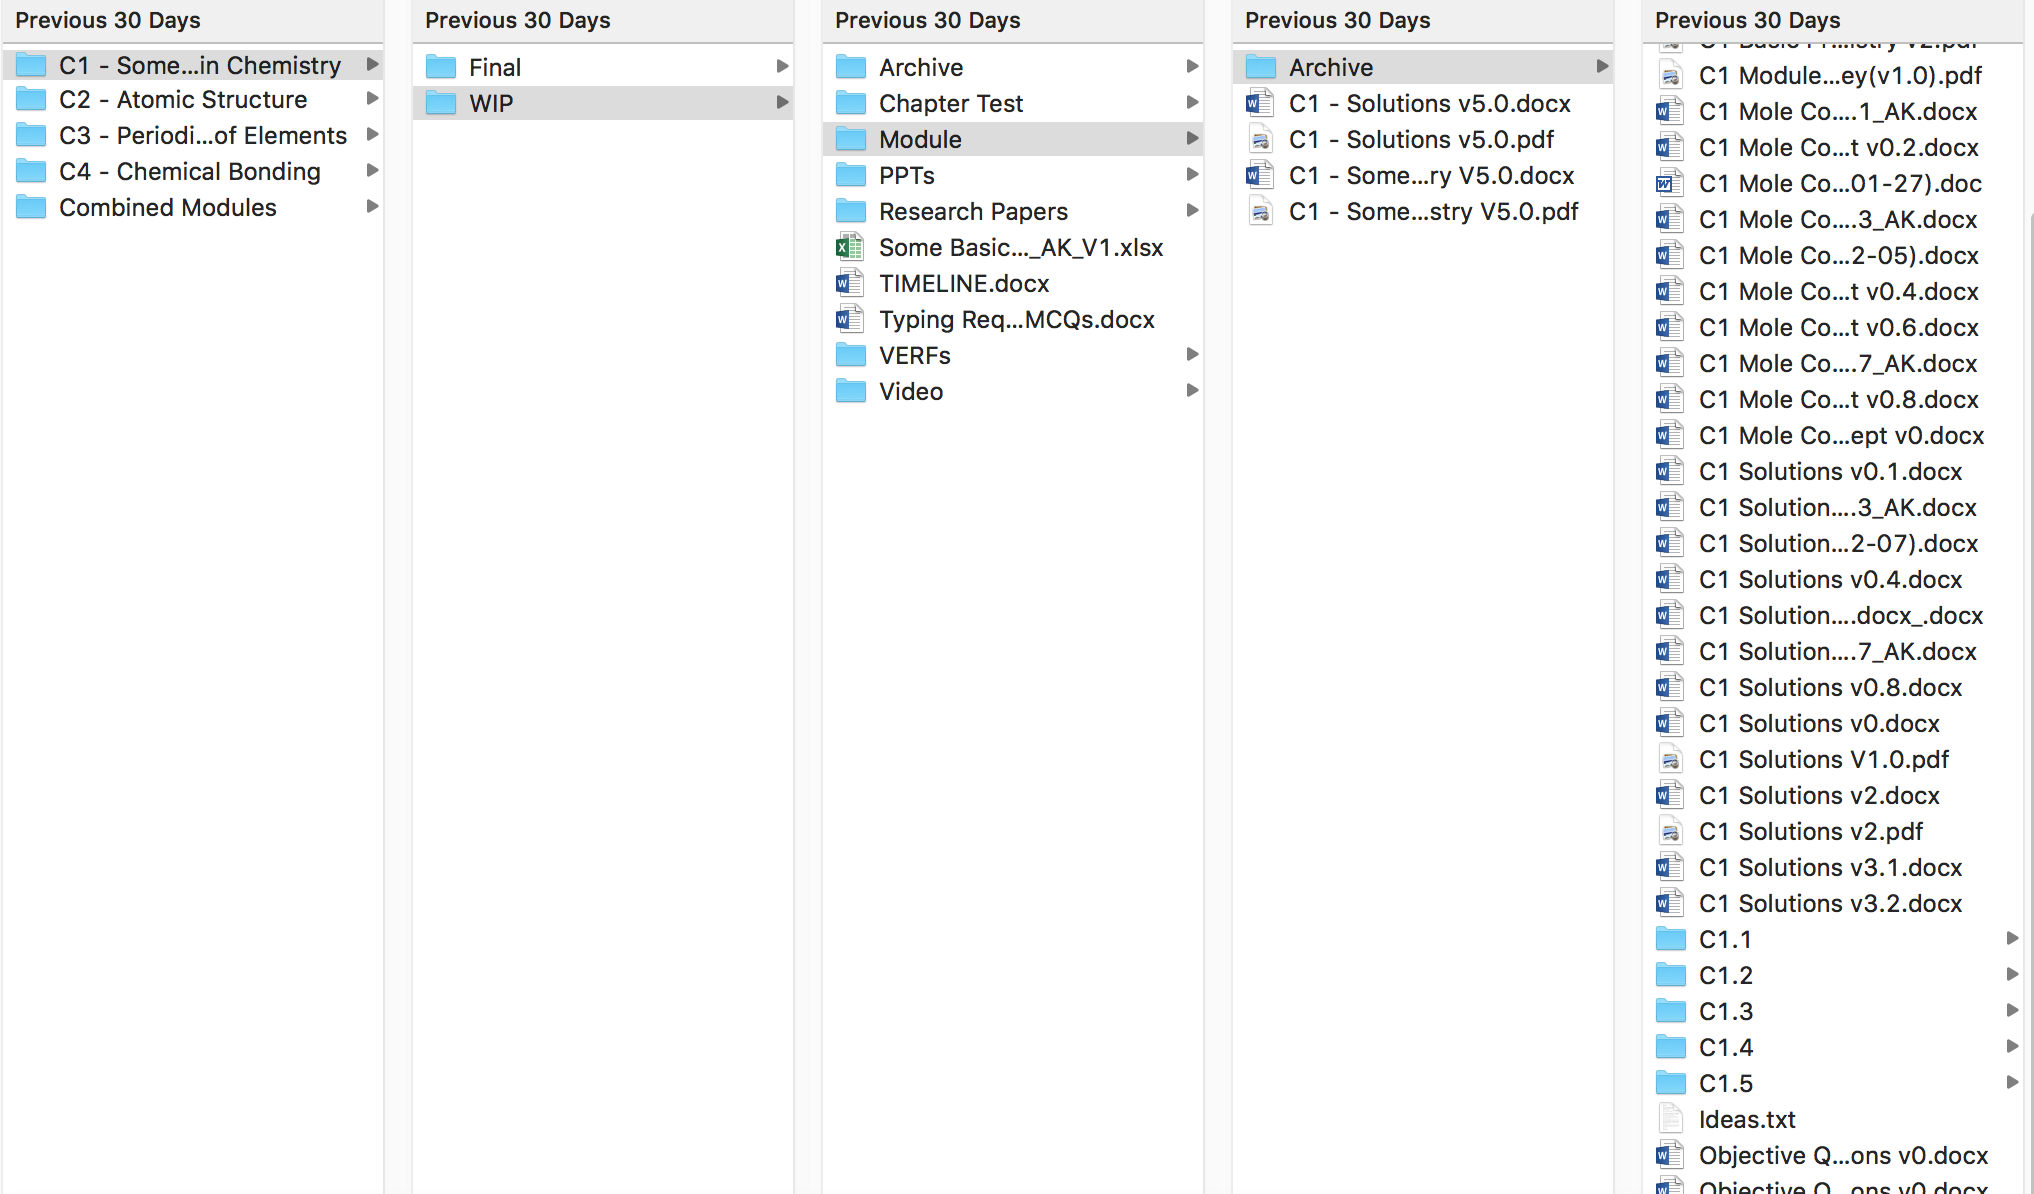 Previous 30 Days
C1 - Some...in Chemistry
C2 - Atomic Structure
C3 - Periodi...of Elements
C4 - Chemical Bonding
Combined Modules
Previous 30 Days
Final
WIP
Previous 30 Days
Archive
Chapter Test
Module
PPTs
Research Papers
Some Basic..._AK_V1.xlsx
TIMELINE.docx
Typing Req...MCQs.docx
VERFs
Video
Previous 30 Days
Archive
C1 - Solutions v5.0.docx
C1 - Solutions v5.0.pdf
C1 - Some...ry V5.0.docx
C1 - Some...stry V5.0.pdf
Previous 30 Days
C1 Basic Pr...istry v2.pdf
C1 Module...ey(v1.0).pdf
C1 Mole Co....1_AK.docx
C1 Mole Co...t v0.2.docx
C1 Mole Co...01-27).doc
C1 Mole Co....3_AK.docx
C1 Mole Co...2-05).docx
C1 Mole Co...t v0.4.docx
C1 Mole Co...t v0.6.docx
C1 Mole Co....7_AK.docx
C1 Mole Co...t v0.8.docx
C1 Mole Co...ept v0.docx
C1 Solutions v0.1.docx
C1 Solution....3_AK.docx
C1 Solution...2-07).docx
C1 Solutions v0.4.docx
C1 Solution....docx_.docx
C1 Solution....7_AK.docx
C1 Solutions v0.8.docx
C1 Solutions v0.docx
C1 Solutions V1.0.pdf
C1 Solutions v2.docx
C1 Solutions v2.pdf
C1 Solutions v3.1.docx
C1 Solutions v3.2.docx
C1.1
C1.2
C1.3
C1.4
C1.5
Ideas.txt
Objective Q...ons v0.docx
Objective Q...ons v0.docx